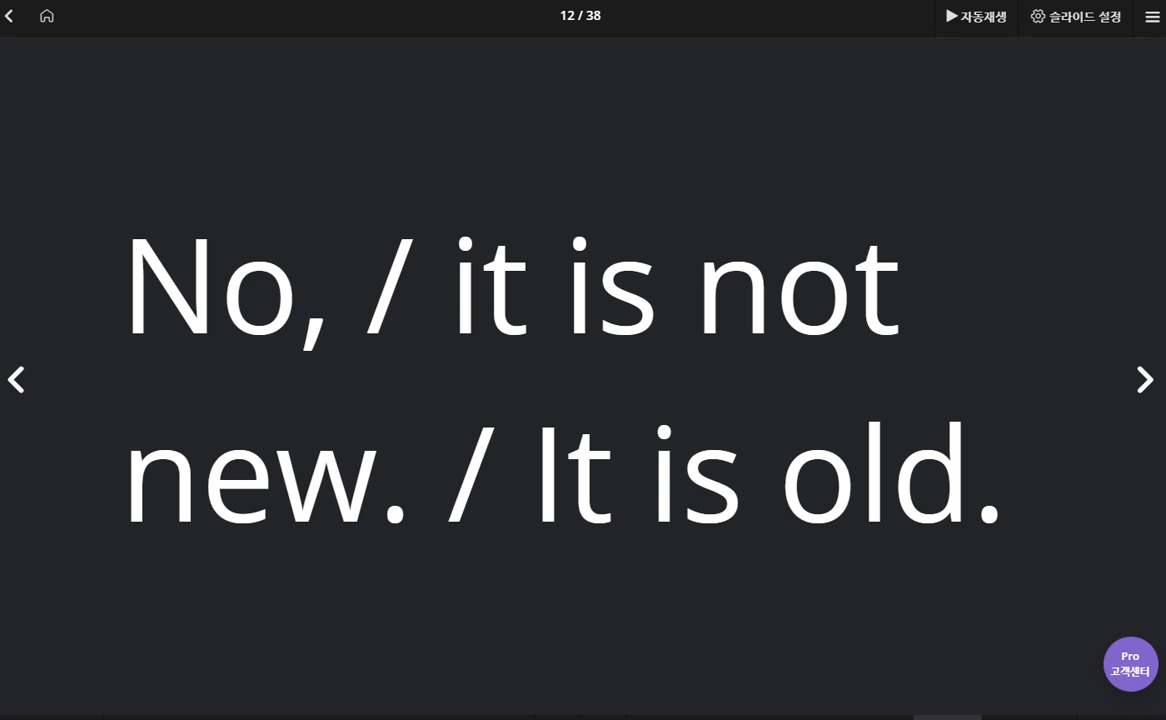 12 / 38
자동재생
슬라이드 설정
No, / it is not
new. / It is old.
Pro
고객센터